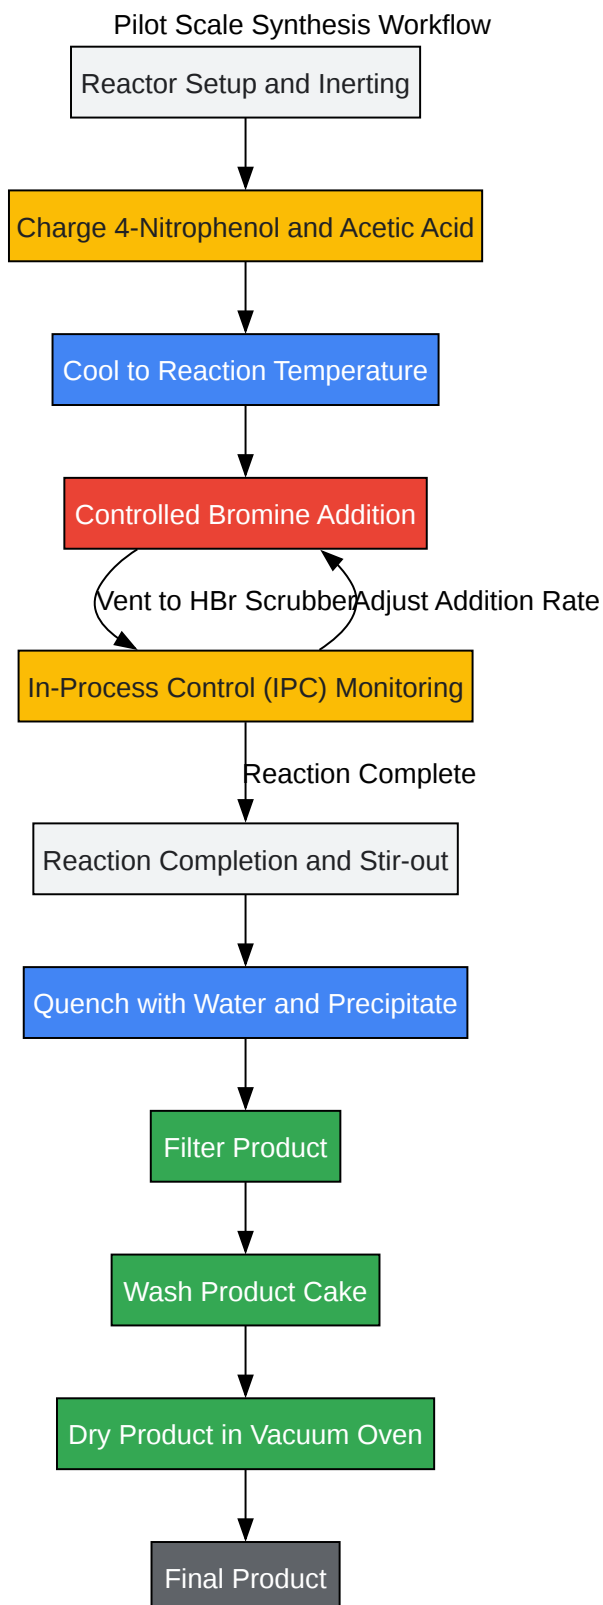 Pilot Scale Synthesis Workflow
Reactor Setup and Inerting
Charge 4-Nitrophenol and Acetic Acid
Cool to Reaction Temperature
Controlled Bromine Addition
Vent to HBr Scrubber
Adjust Addition Rate
In-Process Control (IPC) Monitoring
Reaction Complete
Reaction Completion and Stir-out
Quench with Water and Precipitate
Filter Product
Wash Product Cake
Dry Product in Vacuum Oven
Final Product